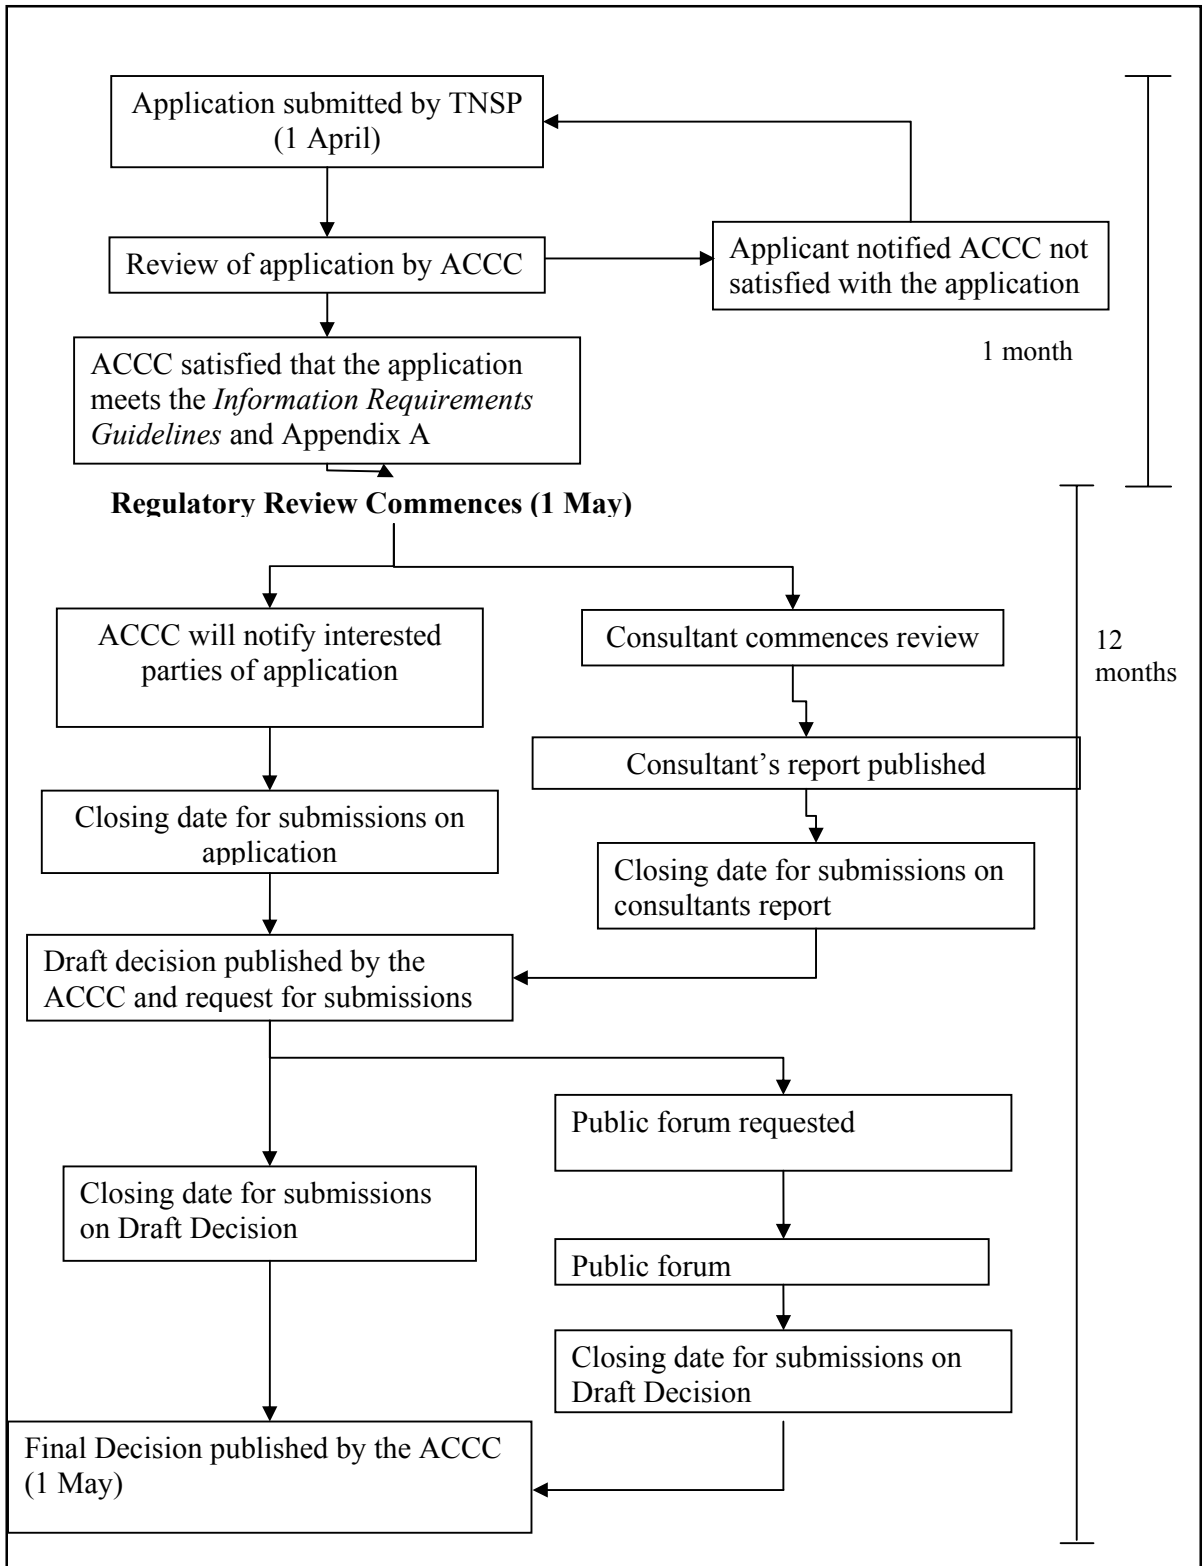 Application submitted by TNSP
(1 April)
Review of application by ACCC
Applicant notified ACCC not
satisfied with the application
1 month
ACCC satisfied that the application
meets the Information Requirements
Guidelines and Appendix A
Regulatory Review Commences (1 May)
ACCC will notify interested
parties of application
Consultant commences review
12
months
Consultant’s report published
Closing date for submissions on
application
Closing date for submissions on
consultants report
Draft decision published by the
ACCC and request for submissions
Public forum requested
Closing date for submissions
on Draft Decision
Public forum
Closing date for submissions on
Draft Decision
Final Decision published by the ACCC
(1 May)